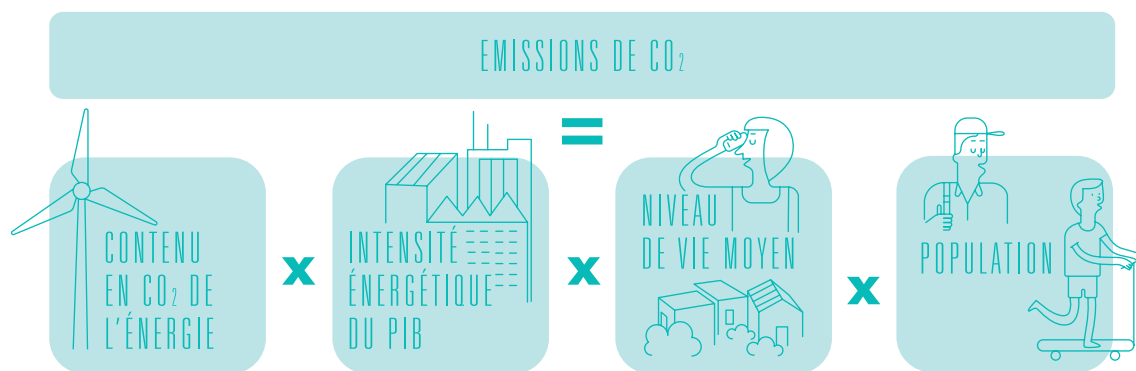 EMISSIONS DE CO₂
=
CONTENU
EN CO₂ DE
L'ÉNERGIE
x
INTENSITÉ
ÉNERGÉTIQUE
DU PIB
x
NIVEAU
DE VIE MOYEN
x
POPULATION